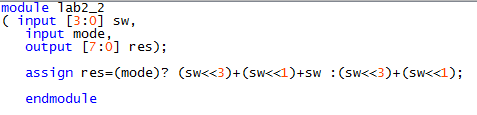 module lab2_2
( input [3:0] sw,
input mode,
output [7:0] res);
assign res=(mode)? (sw<<3)+(sw<<1)+sw :(sw<<3)+(sw<<1);
endmodule